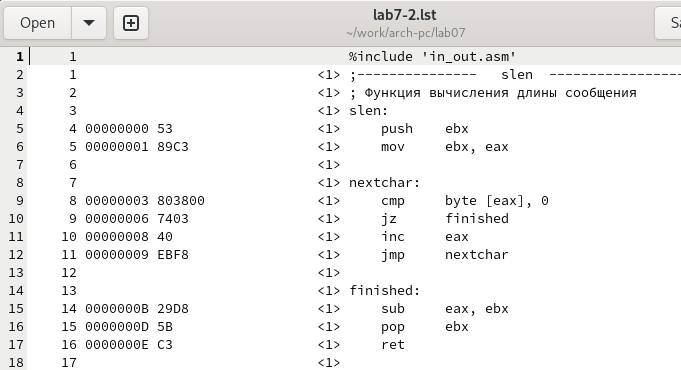 Open
lab7-2.lst
~/work/arch-pc/lab07
1 1 %include 'in_out.asm'
2 1 <1> ;--------------- slen -----------------
3 2 <1> ; Функция вычисления длины сообщения
4 3 <1> slen:
5 4 00000000 53 <1> push ebx
6 5 00000001 89C3 <1> mov ebx, eax
7 6 <1>
8 7 <1> nextchar:
9 8 00000003 803800 <1> cmp byte [eax], 0
10 9 00000006 7403 <1> jz finished
11 10 00000008 40 <1> inc eax
12 11 00000009 EBF8 <1> jmp nextchar
13 12 <1>
14 13 <1> finished:
15 14 0000000B 29D8 <1> sub eax, ebx
16 15 0000000D 5B <1> pop ebx
17 16 0000000E C3 <1> ret
18 17 <1>